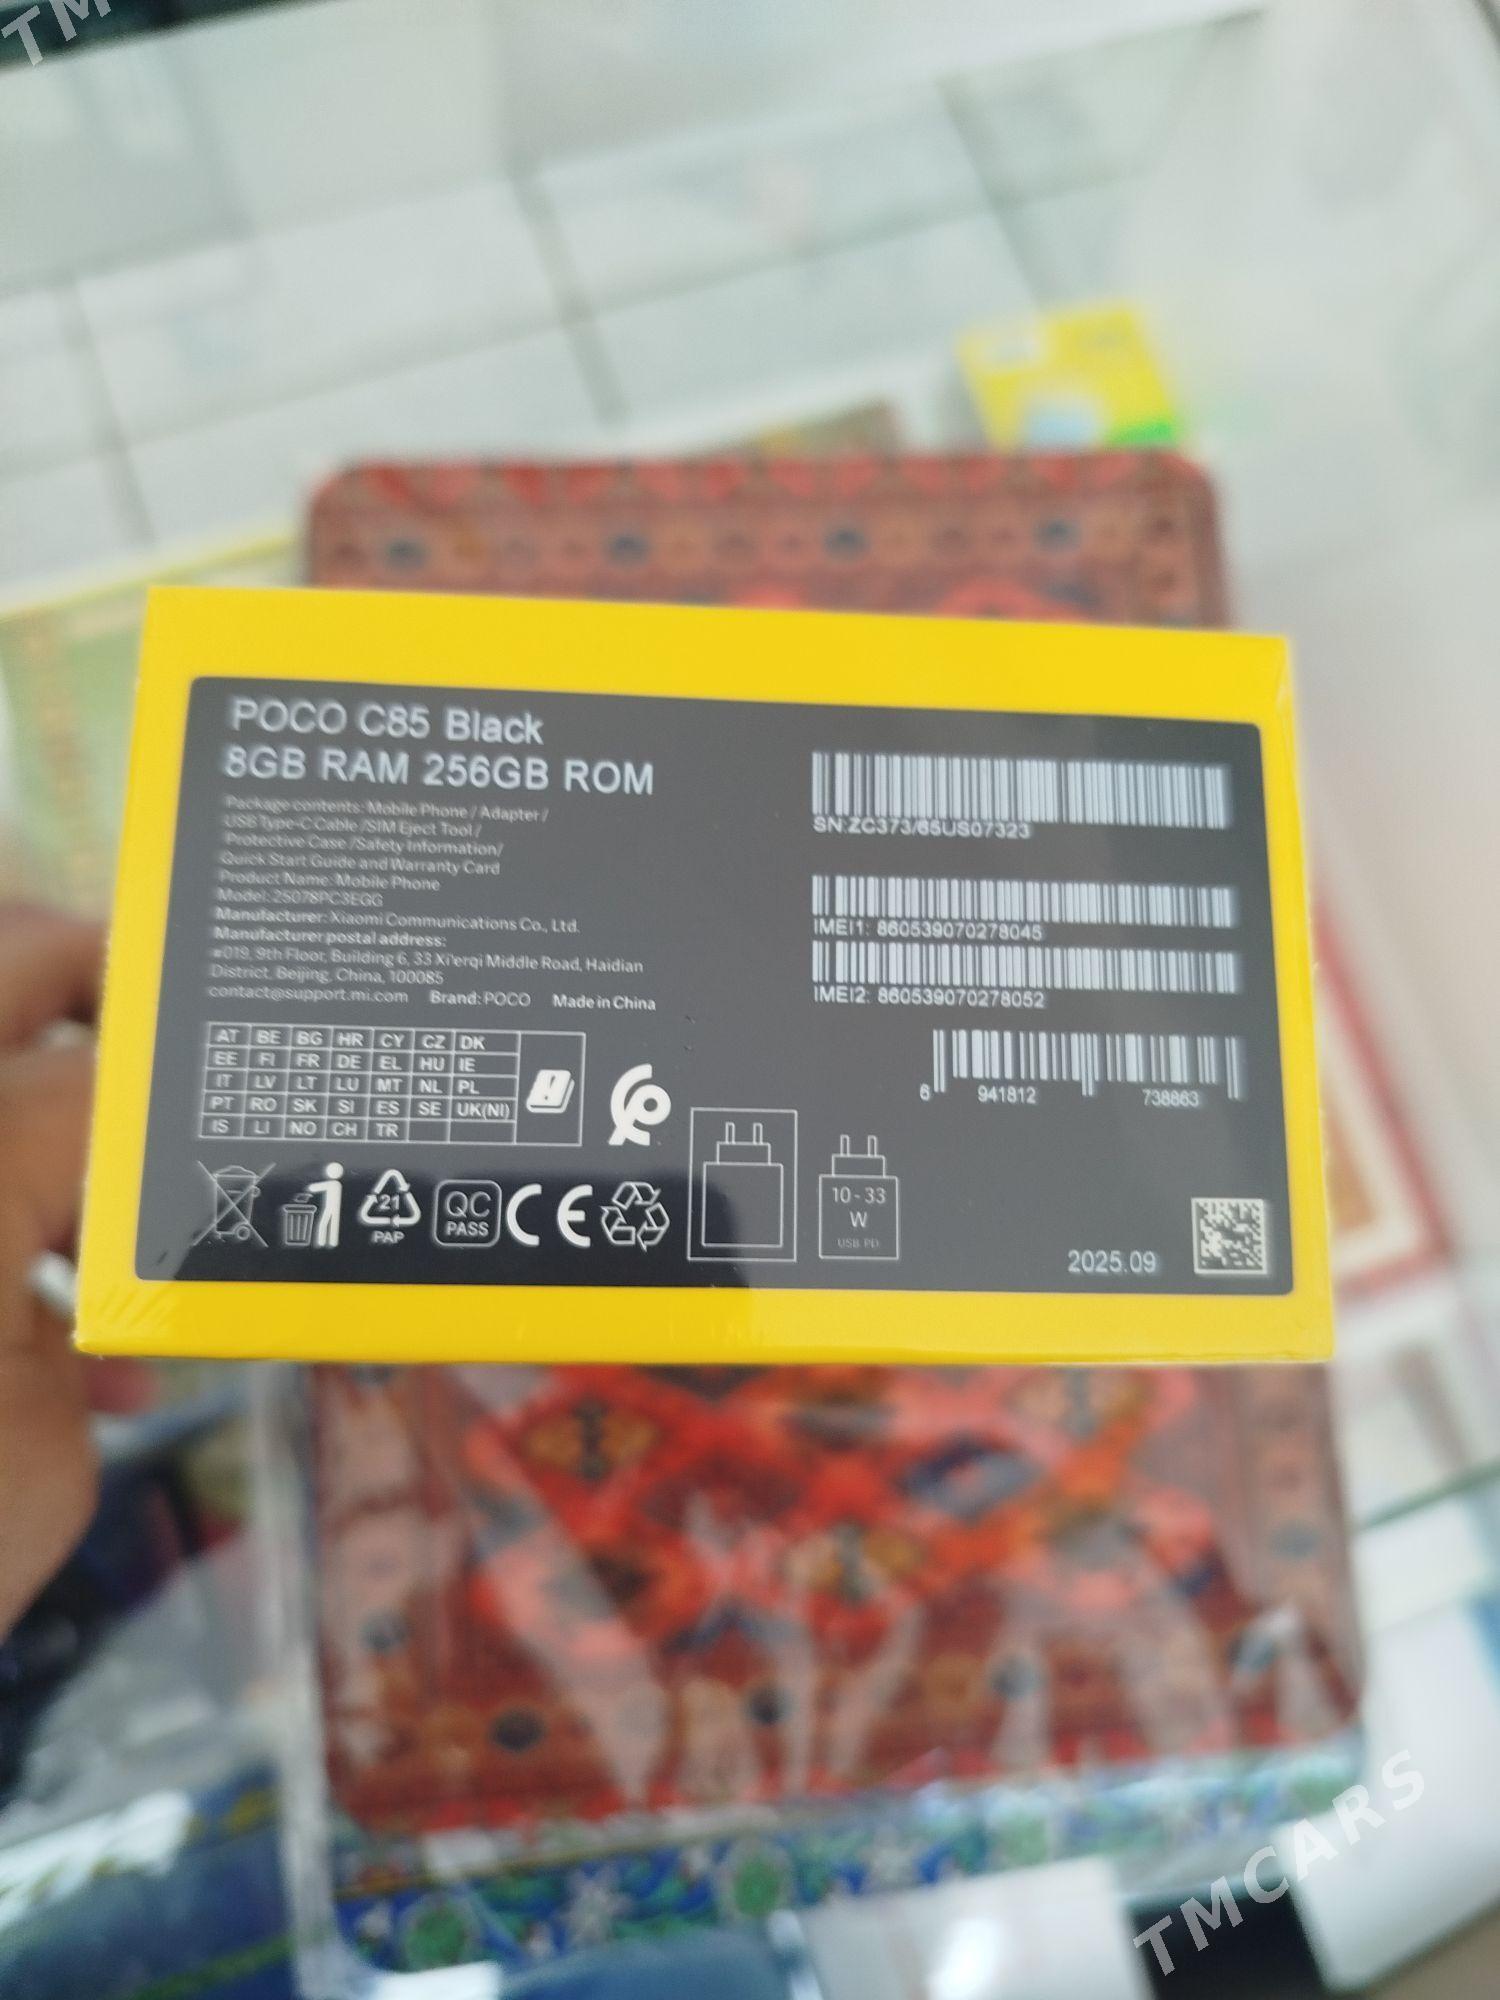 TM
POCO C85 Black
8GB RAM 256GB ROM
Package contents: Mobile Phone / Adapter /
USB Type-C Cable /SIM Eject Tool /
Protective Case /Safety Information/
Quick Start Guide and Warranty Card
Product Name: Mobile Phone
Model: 25078PC3EGG
Manufacturer: Xiaomi Communications Co., Ltd.
Manufacturer postal address:
#019, 9th Floor, Building 6, 33 Xi'erqi Middle Road, Haidian
District, Beijing, China, 100085
contact@support.mi.com Brand: POCO Made in China
SN:ZC373/65US07323
IMEI1: 860539070278045
IMEI2: 860539070278052
6 941812 738863
AT BE BG HR CY CZ DK
EE FI FR DE EL HU IE
IT LV LT LU MT NL PL
PT RO SK SI ES SE UK(NI)
IS LI NO CH TR
21
PAP
QC
PASS
CE
10 - 33
W
USB PD
2025.09
TMCARS